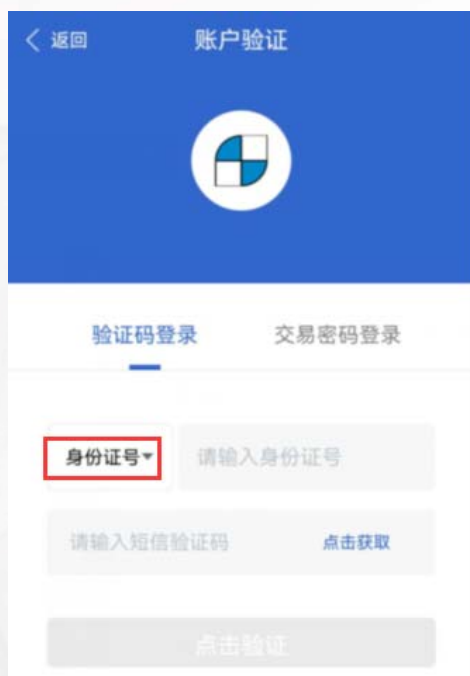 返回 账户验证
验证码登录 交易密码登录
身份证号 请输入身份证号
请输入短信验证码 点击获取
点击验证